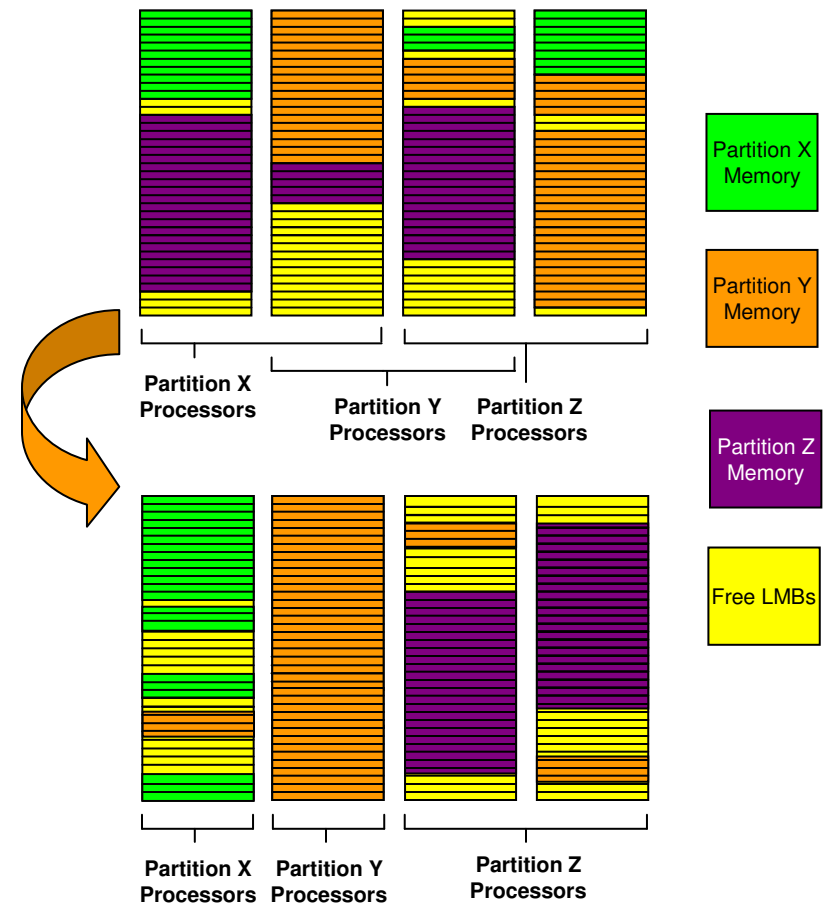 Partition X
Memory
Partition Y
Memory
Partition Z
Memory
Free LMBs
Partition X
Processors
Partition Y
Processors
Partition Z
Processors
Partition X
Processors
Partition Y
Processors
Partition Z
Processors